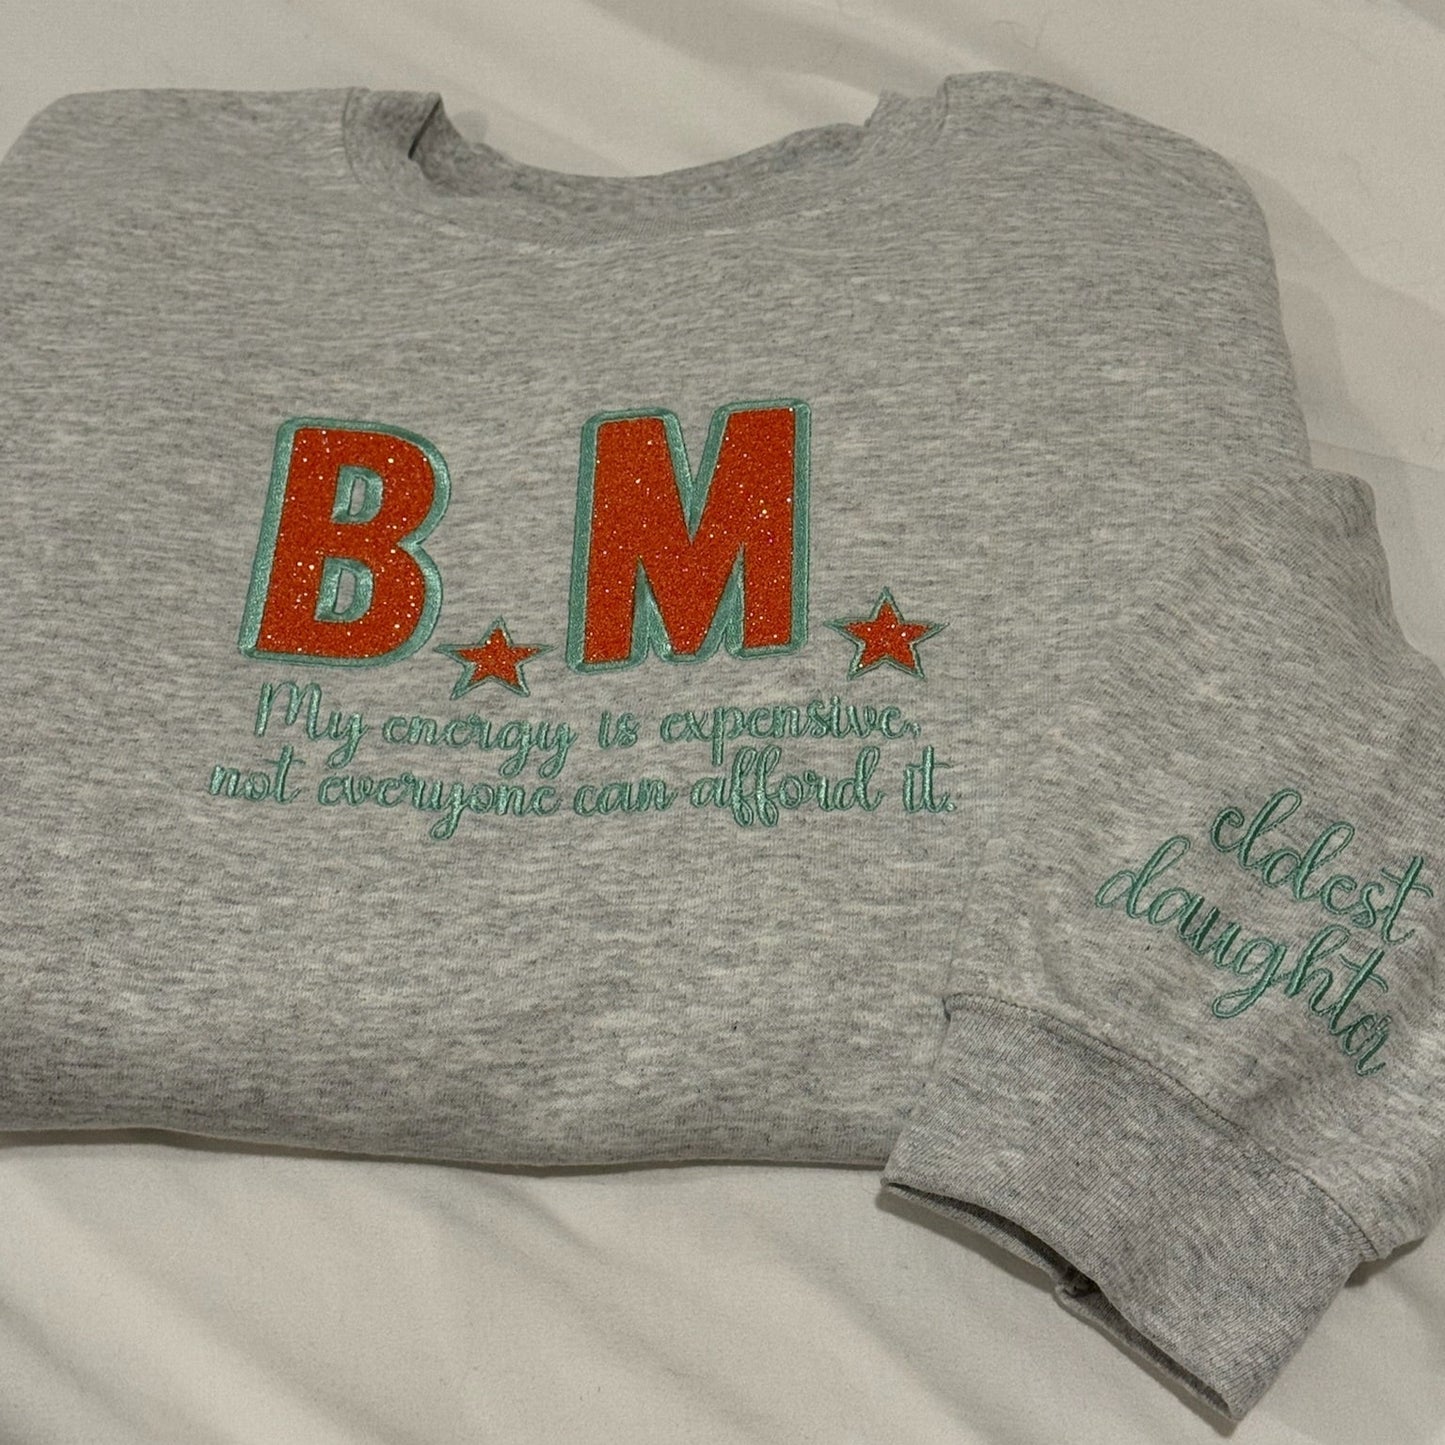 B.M.
My energy is expensive,
not everyone can afford it.
eldest
daughter